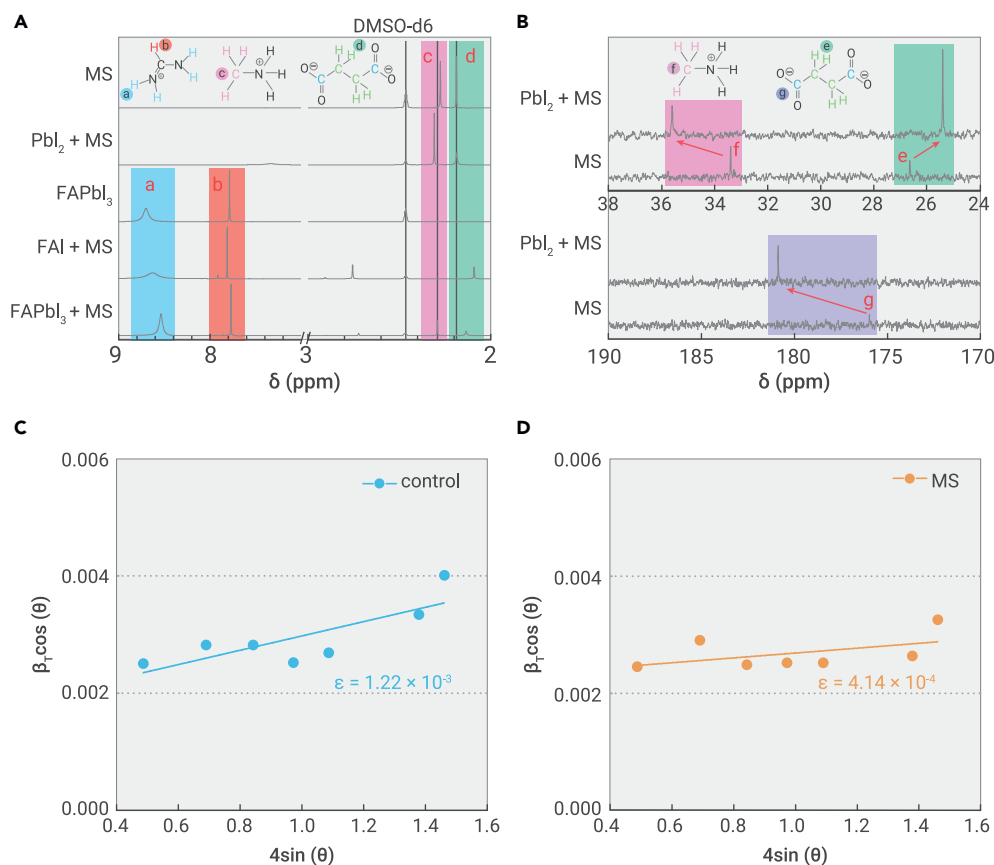 A
DMSO-d6
MS
PbI₂ + MS
FAPbI₃
FAI + MS
FAPbI₃ + MS
H b
H C N H
H N H
⊕
H
a
H H
c C N H
H H
⊕
d
O H H O
⊖O C C C C O⊖
H H
a
b
c
d
9 8 3 2
δ (ppm)
B
PbI₂ + MS
MS
H H
f C N H
H H
⊕
e
O H H O
⊖O C C C C O⊖
g H H
f
e
38 36 34 32 30 28 26 24
PbI₂ + MS
MS
g
190 185 180 175 170
δ (ppm)
C
0.006
0.004
0.002
0.000
βTcos (θ)
control
ε = 1.22 × 10⁻³
0.4 0.6 0.8 1.0 1.2 1.4 1.6
4sin (θ)
D
0.006
0.004
0.002
0.000
βTcos (θ)
MS
ε = 4.14 × 10⁻⁴
0.4 0.6 0.8 1.0 1.2 1.4 1.6
4sin (θ)